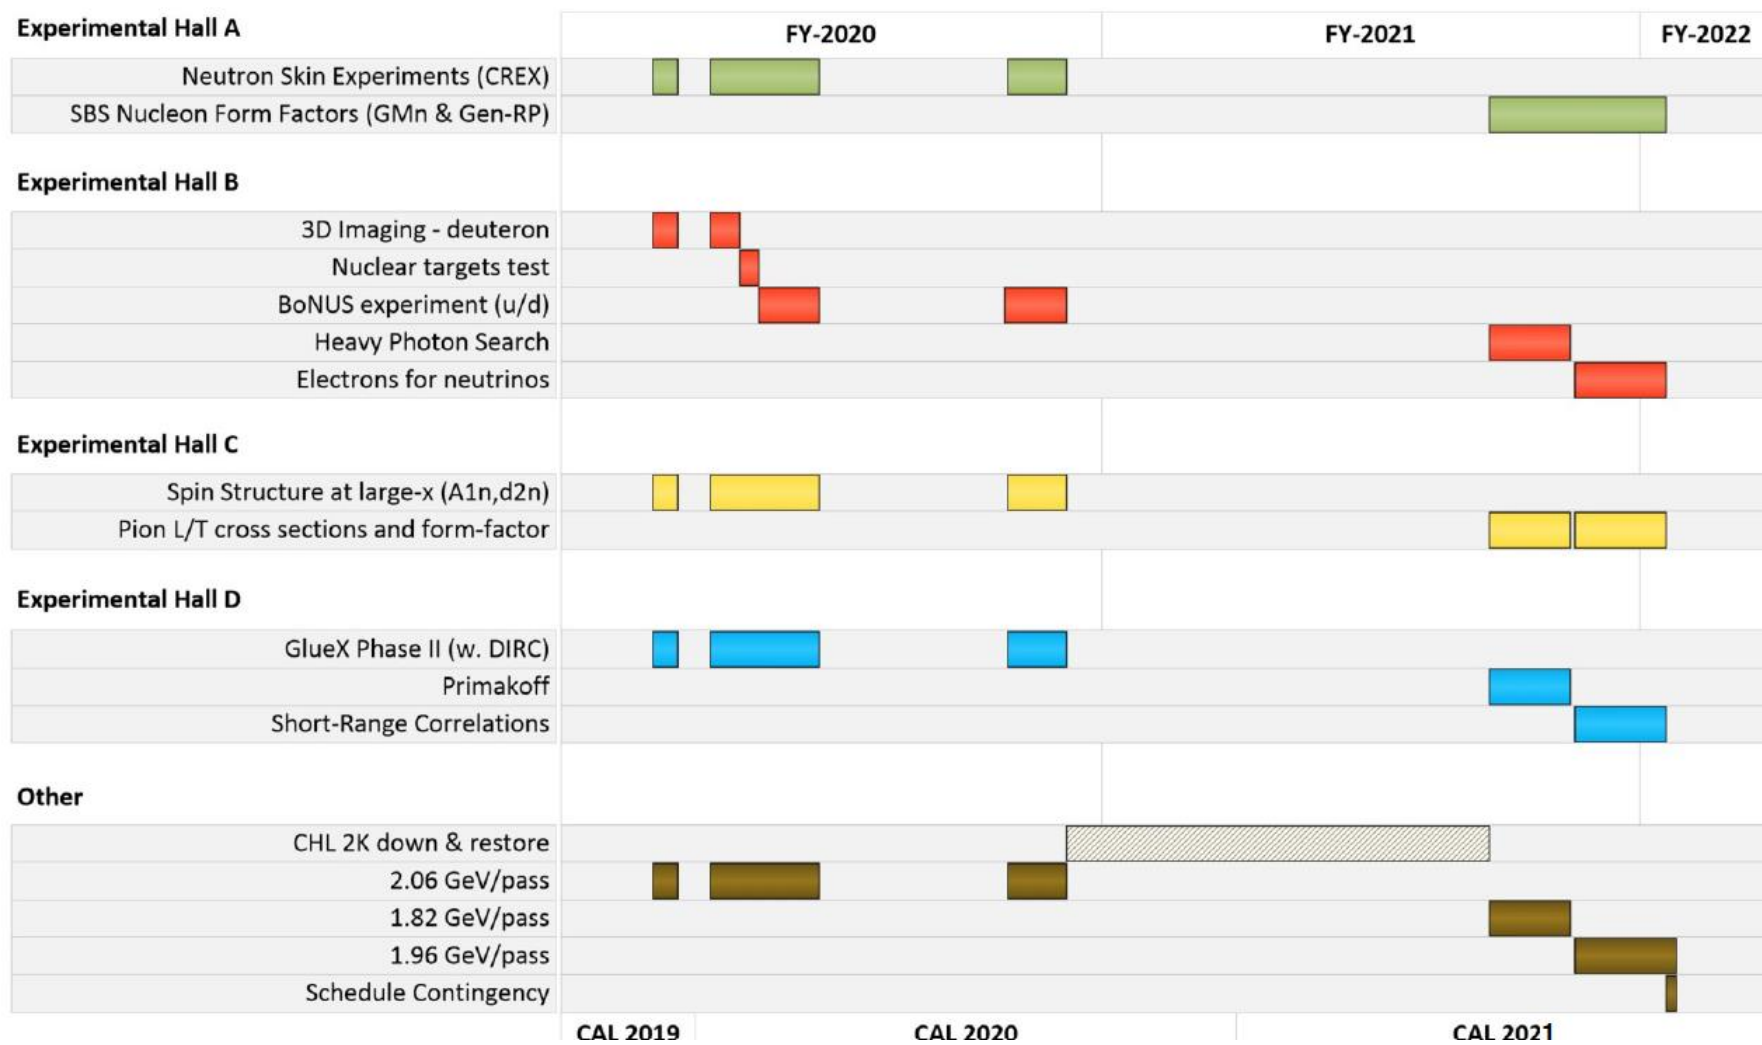 Experimental Hall A
FY-2020 FY-2021 FY-2022
Neutron Skin Experiments (CREX)
SBS Nucleon Form Factors (GMn & Gen-RP)
Experimental Hall B
3D Imaging - deuteron
Nuclear targets test
BoNUS experiment (u/d)
Heavy Photon Search
Electrons for neutrinos
Experimental Hall C
Spin Structure at large-x (A1n,d2n)
Pion L/T cross sections and form-factor
Experimental Hall D
GlueX Phase II (w. DIRC)
Primakoff
Short-Range Correlations
Other
CHL 2K down & restore
2.06 GeV/pass
1.82 GeV/pass
1.96 GeV/pass
Schedule Contingency
CAL 2019 CAL 2020 CAL 2021